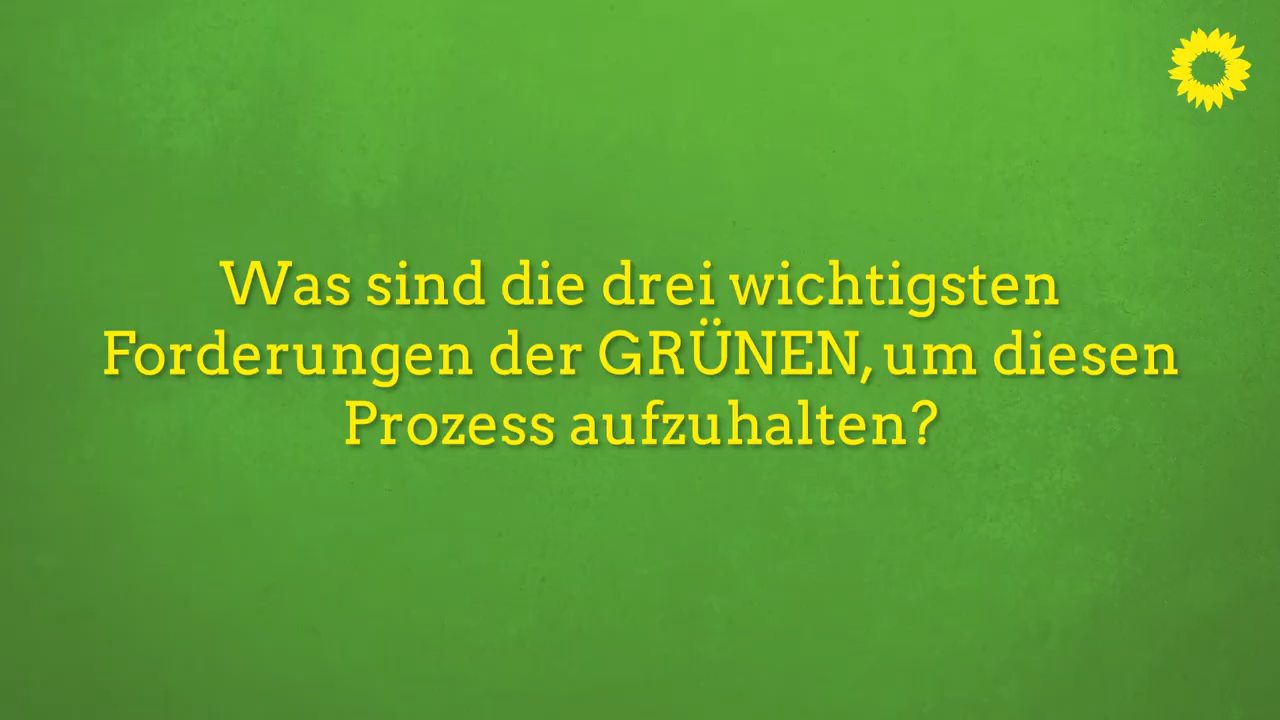 Was sind die drei wichtigsten
Forderungen der GRÜNEN, um diesen
Prozess aufzuhalten?